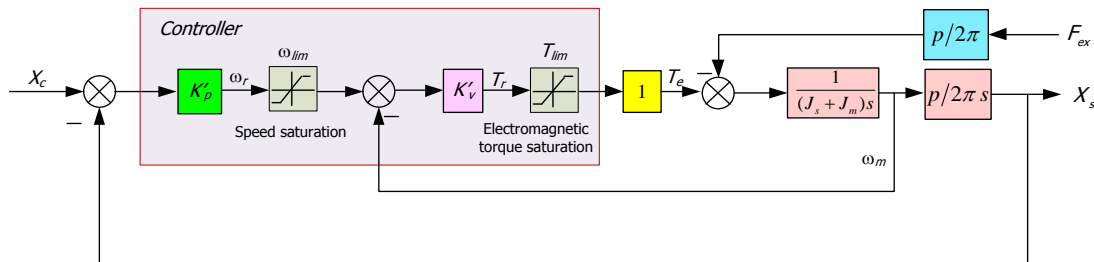 Controller
X_c
−
K'_p
ω_r
ω_lim
Speed saturation
−
K'_v
T_r
T_lim
Electromagnetic
torque saturation
1
T_e
−
1
(J_s + J_m)s
ω_m
p/2π
F_ex
p/2π s
X_s